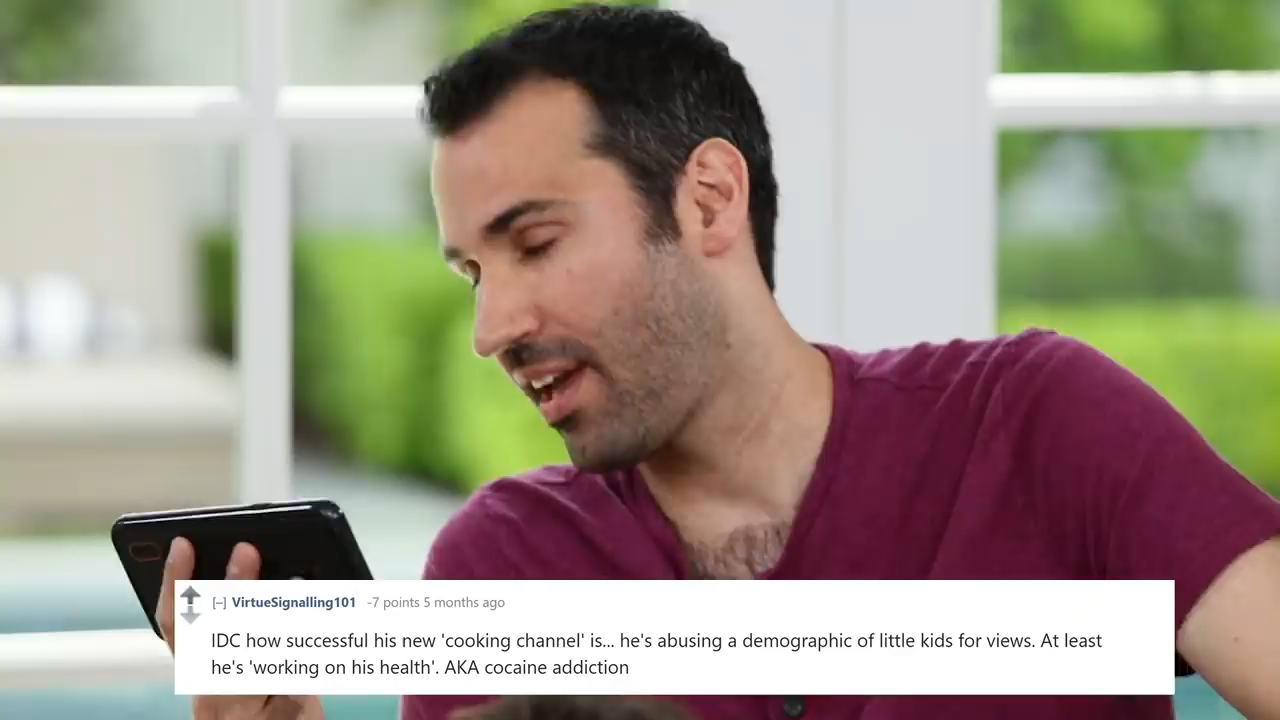 [–] VirtueSignalling101 -7 points 5 months ago
IDC how successful his new 'cooking channel' is... he's abusing a demographic of little kids for views. At least
he's 'working on his health'. AKA cocaine addiction